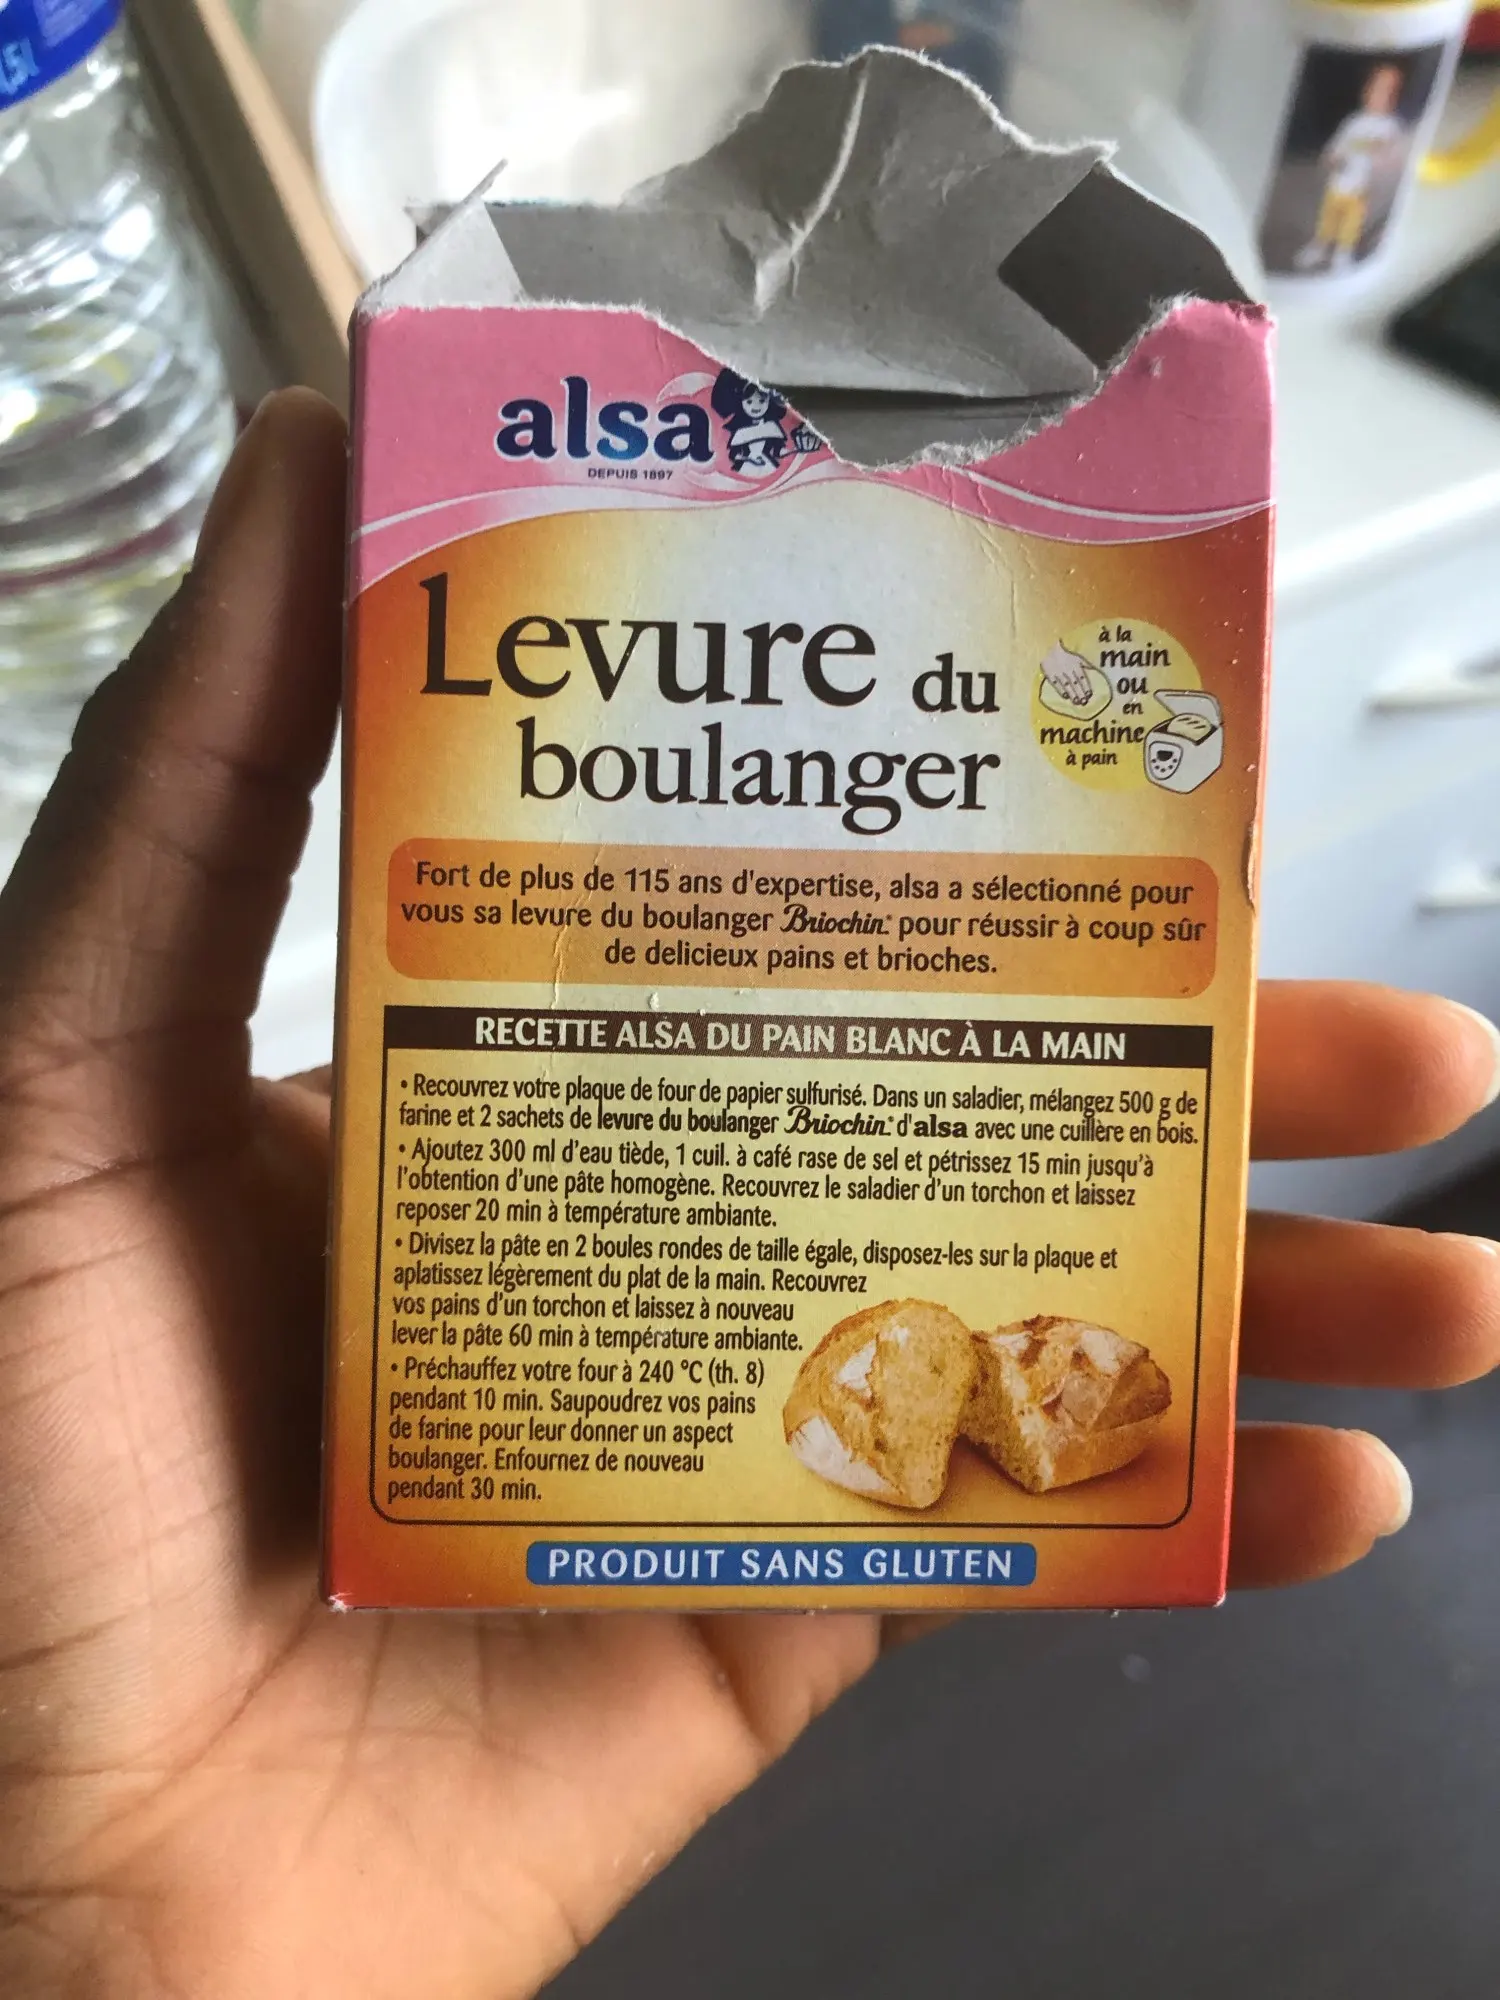 5L
alsa
DEPUIS 1897
Levure du
boulanger
à la
main
ou
en
machine
à pain
Fort de plus de 115 ans d'expertise, alsa a sélectionné pour
vous sa levure du boulanger Briochin* pour réussir à coup sûr
de delicieux pains et brioches.
RECETTE ALSA DU PAIN BLANC À LA MAIN
• Recouvrez votre plaque de four de papier sulfurisé. Dans un saladier, mélangez 500 g de
farine et 2 sachets de levure du boulanger Briochin* d'alsa avec une cuillère en bois.
• Ajoutez 300 ml d'eau tiède, 1 cuil. à café rase de sel et pétrissez 15 min jusqu'à
l'obtention d'une pâte homogène. Recouvrez le saladier d'un torchon et laissez
reposer 20 min à température ambiante.
• Divisez la pâte en 2 boules rondes de taille égale, disposez-les sur la plaque et
aplatissez légèrement du plat de la main. Recouvrez
vos pains d'un torchon et laissez à nouveau
lever la pâte 60 min à température ambiante.
• Préchauffez votre four à 240 °C (th. 8)
pendant 10 min. Saupoudrez vos pains
de farine pour leur donner un aspect
boulanger. Enfournez de nouveau
pendant 30 min.
PRODUIT SANS GLUTEN